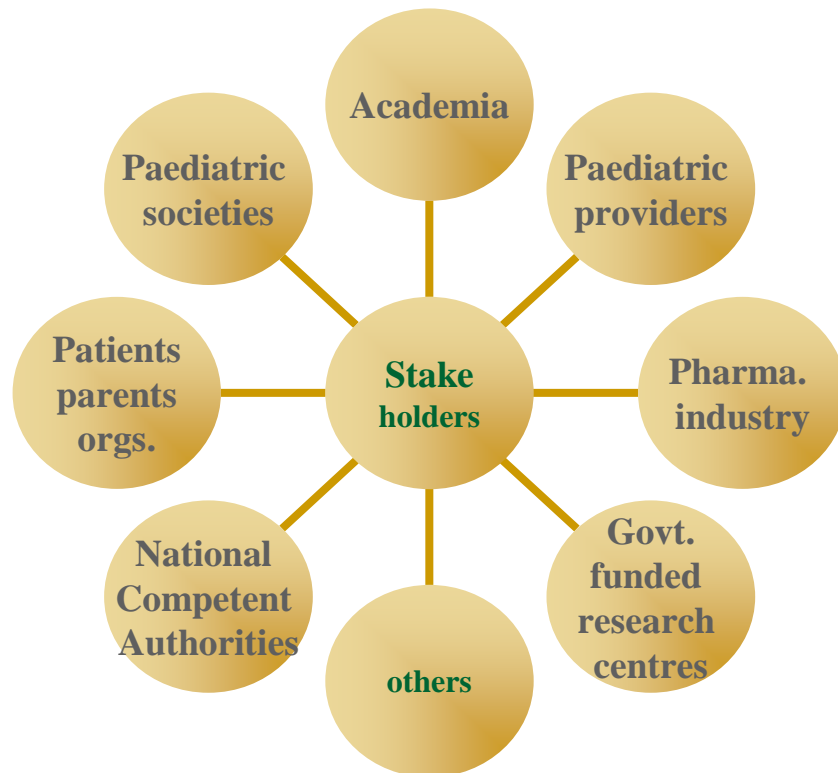 Academia
Paediatric
societies
Paediatric
providers
Patients
parents
orgs.
Stake
holders
Pharma.
industry
National
Competent
Authorities
Govt.
funded
research
centres
others